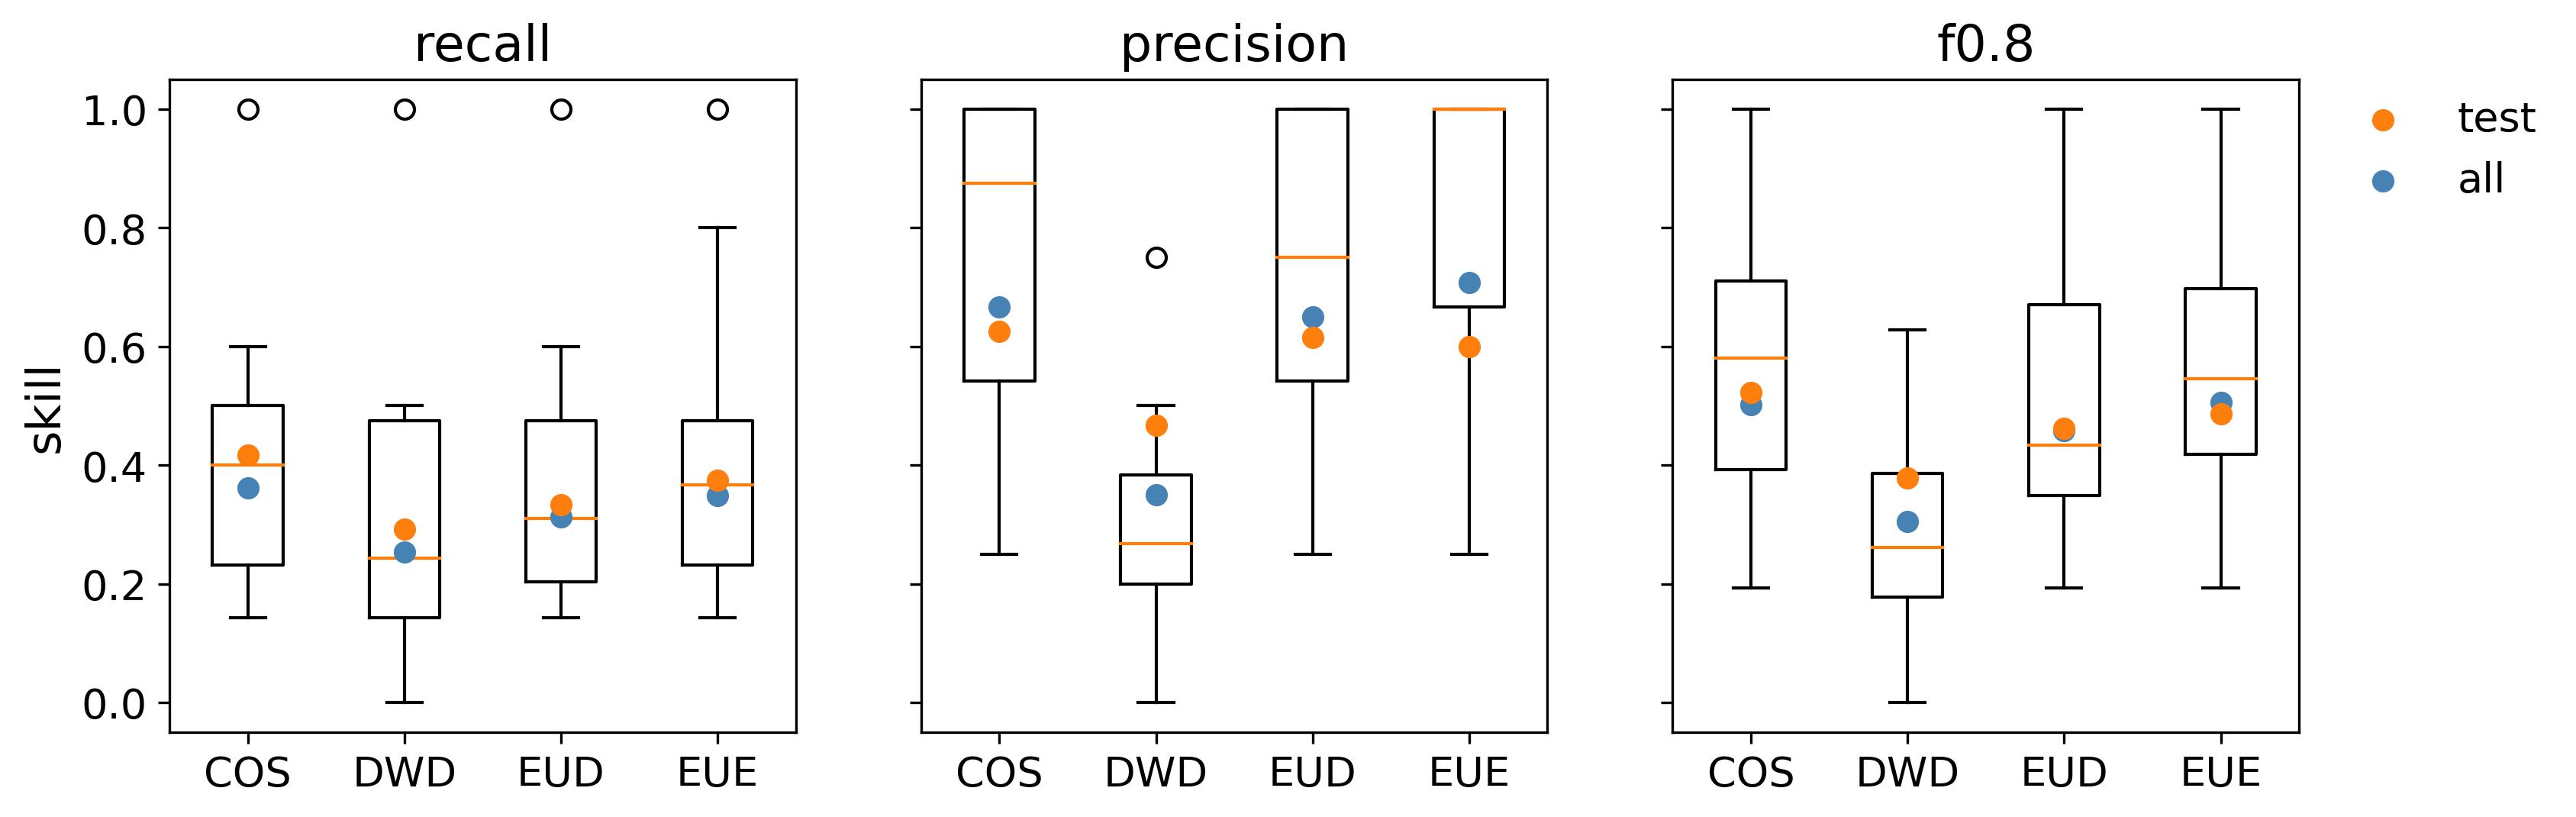 recall precision f0.8
1.0
0.8
0.6
0.4
0.2
0.0
skill
COS DWD EUD EUE COS DWD EUD EUE COS DWD EUD EUE
test
all